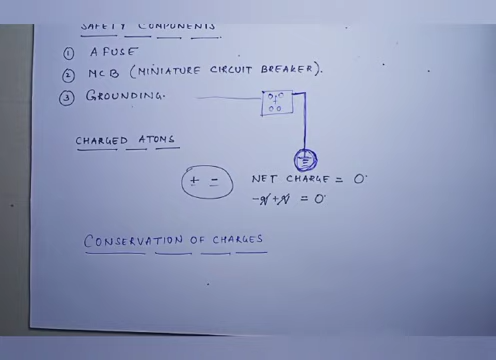 SAFETY COMPONENTS
① A FUSE
② MCB (MINIATURE CIRCUIT BREAKER).
③ GROUNDING.
CHARGED ATOMS
+ -
NET CHARGE = 0
= 0
CONSERVATION OF CHARGES